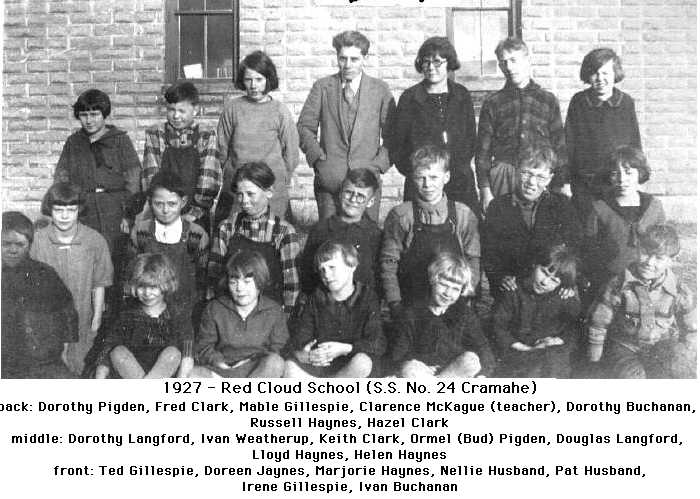 1927 - Red Cloud School (S.S. No. 24 Cramahe)
back: Dorothy Pigden, Fred Clark, Mable Gillespie, Clarence McKague (teacher), Dorothy Buchanan,
Russell Haynes, Hazel Clark
middle: Dorothy Langford, Ivan Weatherup, Keith Clark, Ormel (Bud) Pigden, Douglas Langford,
Lloyd Haynes, Helen Haynes
front: Ted Gillespie, Doreen Jaynes, Marjorie Haynes, Nellie Husband, Pat Husband,
Irene Gillespie, Ivan Buchanan